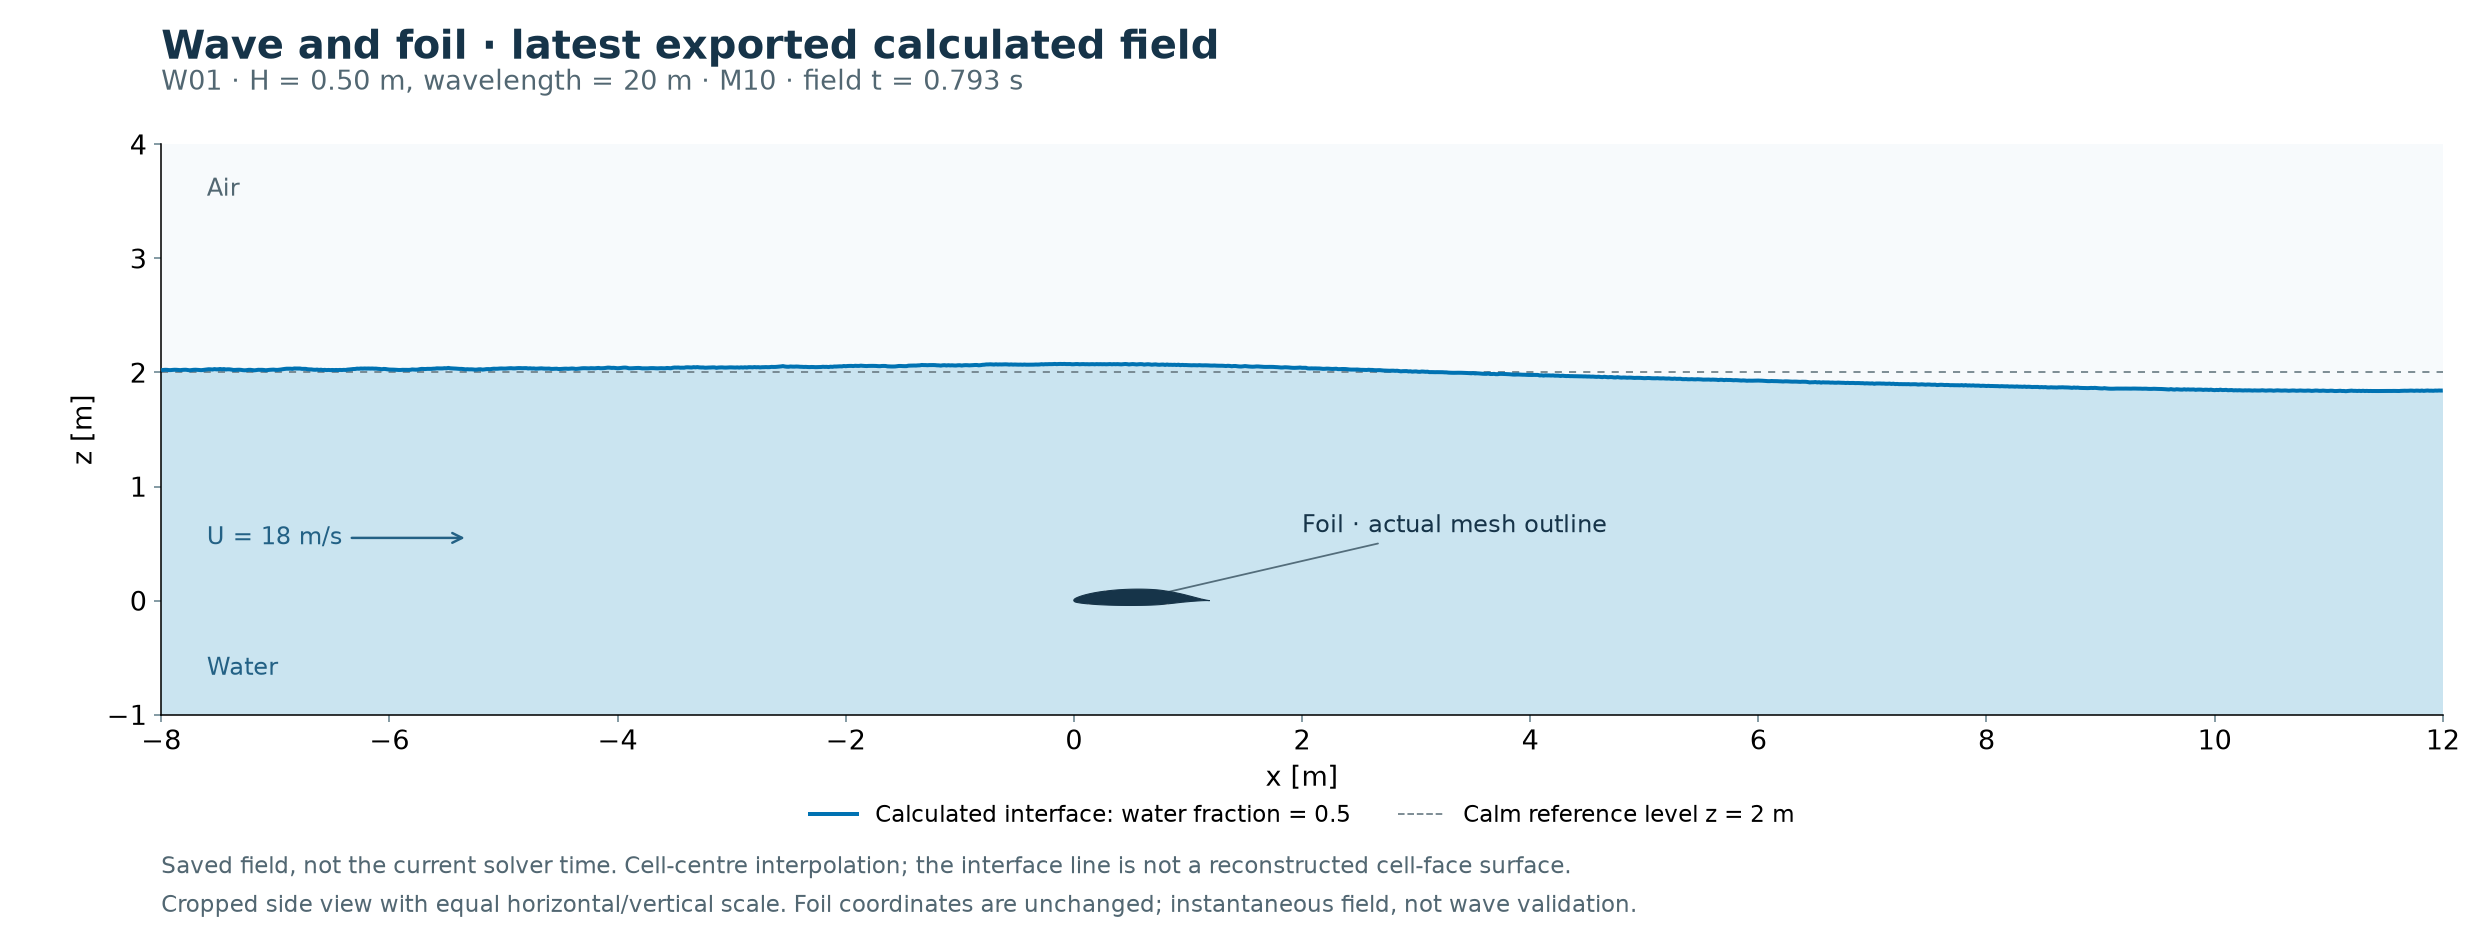 Wave and foil · latest exported calculated field
W01 · H = 0.50 m, wavelength = 20 m · M10 · field t = 0.793 s
4
3
2
1
0
−1
z [m]
Air
U = 18 m/s
Foil · actual mesh outline
Water
−8
−6
−4
−2
0
2
4
6
8
10
12
x [m]
Calculated interface: water fraction = 0.5
Calm reference level z = 2 m
Saved field, not the current solver time. Cell-centre interpolation; the interface line is not a reconstructed cell-face surface.
Cropped side view with equal horizontal/vertical scale. Foil coordinates are unchanged; instantaneous field, not wave validation.